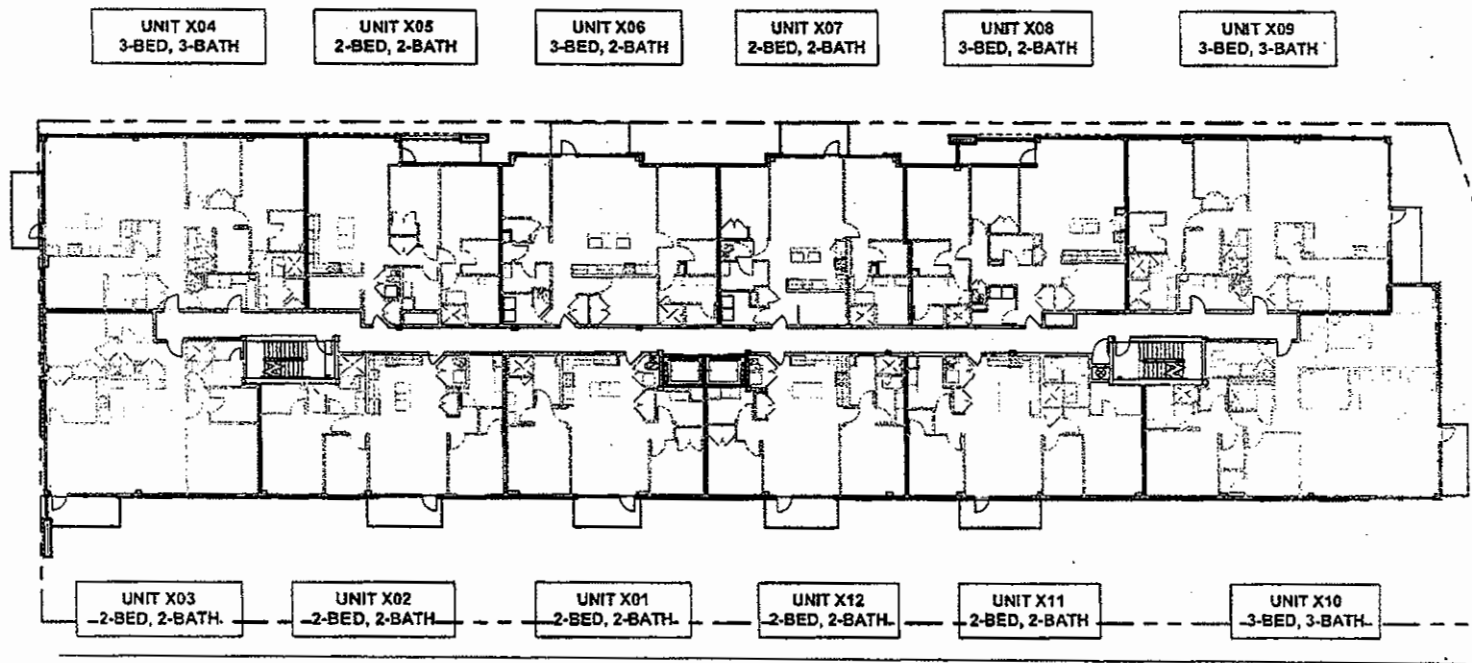 UNIT X04
3-BED, 3-BATH
UNIT X05
2-BED, 2-BATH
UNIT X06
3-BED, 2-BATH
UNIT X07
2-BED, 2-BATH
UNIT X08
3-BED, 2-BATH
UNIT X09
3-BED, 3-BATH
UNIT X03
2-BED, 2-BATH
UNIT X02
2-BED, 2-BATH
UNIT X01
2-BED, 2-BATH
UNIT X12
2-BED, 2-BATH
UNIT X11
2-BED, 2-BATH
UNIT X10
3-BED, 3-BATH